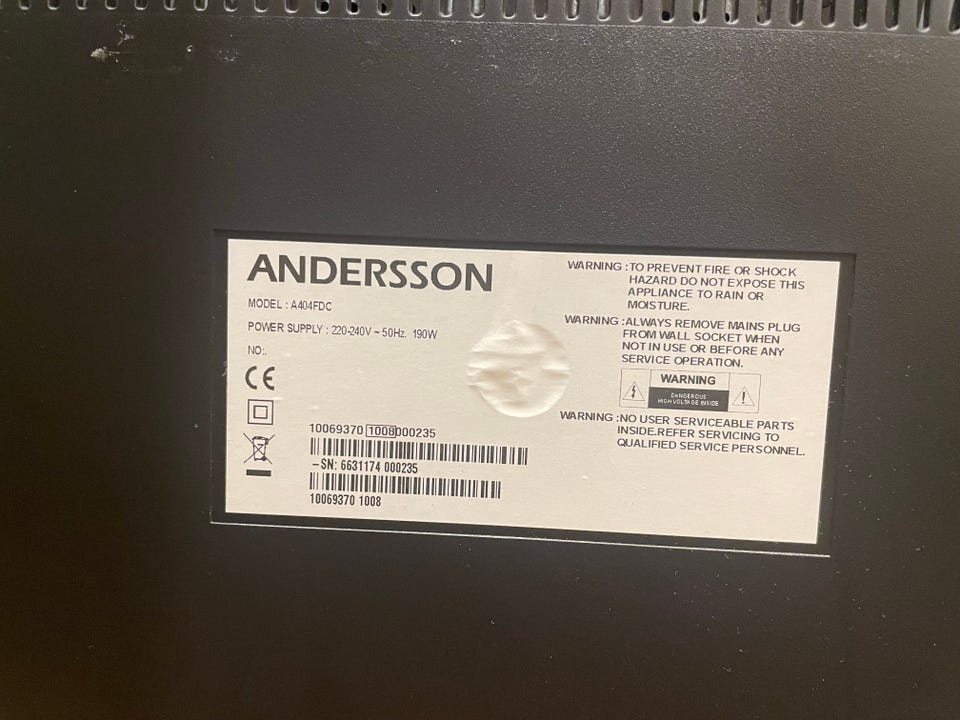 ANDERSSON
MODEL : A404FDC
POWER SUPPLY : 220-240V ~ 50Hz, 190W
NO:.
CE
10069370 1008000235
-SN: 6631174 000235
10069370 1008
WARNING :TO PREVENT FIRE OR SHOCK
HAZARD DO NOT EXPOSE THIS
APPLIANCE TO RAIN OR
MOISTURE.
WARNING :ALWAYS REMOVE MAINS PLUG
FROM WALL SOCKET WHEN
NOT IN USE OR BEFORE ANY
SERVICE OPERATION.
WARNING
DANGEROUS
HIGH VOLTAGE INSIDE
WARNING :NO USER SERVICEABLE PARTS
INSIDE.REFER SERVICING TO
QUALIFIED SERVICE PERSONNEL.